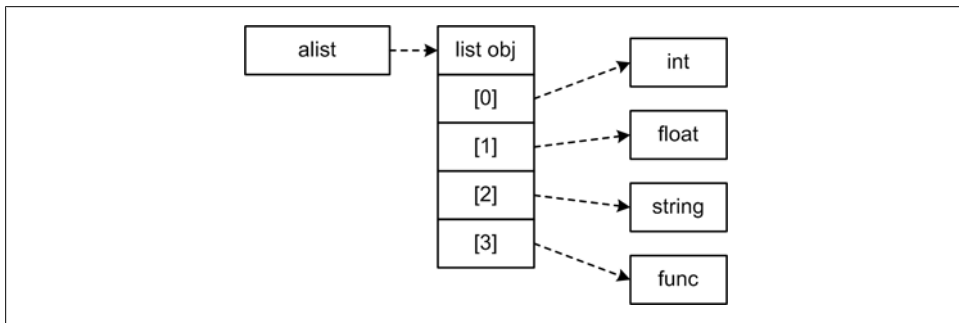 alist
list obj
[0]
[1]
[2]
[3]
int
float
string
func